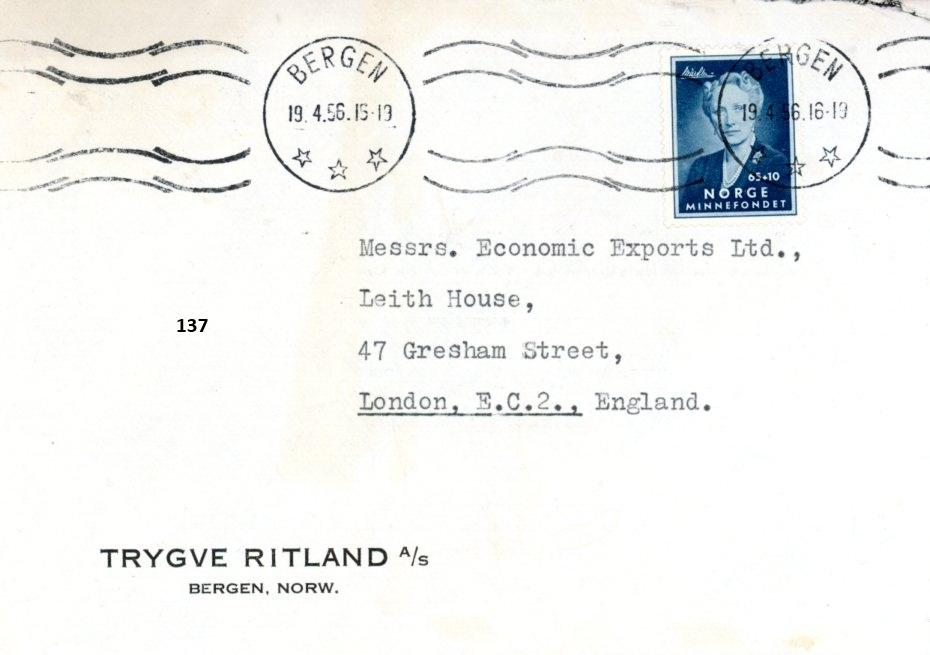 BERGEN
19.4.56.16-19
BERGEN
19.4.56.16-19
65+10
NORGE
MINNEFONDET
Messrs. Economic Exports Ltd.,
Leith House,
47 Gresham Street,
London, E.C.2., England.
137
TRYGVE RITLAND A/s
BERGEN, NORW.